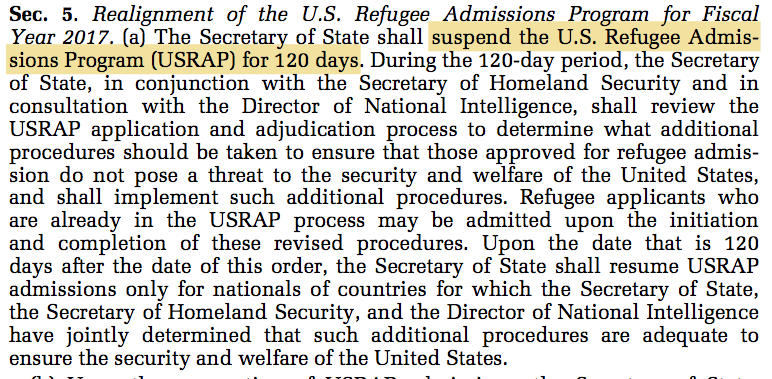 Sec. 5. Realignment of the U.S. Refugee Admissions Program for Fiscal
Year 2017. (a) The Secretary of State shall suspend the U.S. Refugee Admis-
sions Program (USRAP) for 120 days. During the 120-day period, the Secretary
of State, in conjunction with the Secretary of Homeland Security and in
consultation with the Director of National Intelligence, shall review the
USRAP application and adjudication process to determine what additional
procedures should be taken to ensure that those approved for refugee admis-
sion do not pose a threat to the security and welfare of the United States,
and shall implement such additional procedures. Refugee applicants who
are already in the USRAP process may be admitted upon the initiation
and completion of these revised procedures. Upon the date that is 120
days after the date of this order, the Secretary of State shall resume USRAP
admissions only for nationals of countries for which the Secretary of State,
the Secretary of Homeland Security, and the Director of National Intelligence
have jointly determined that such additional procedures are adequate to
ensure the security and welfare of the United States.